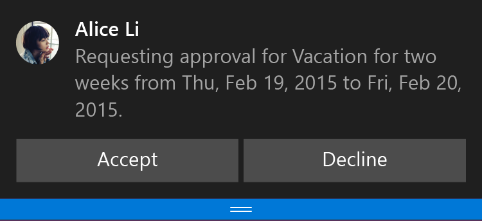 Alice Li
Requesting approval for Vacation for two
weeks from Thu, Feb 19, 2015 to Fri, Feb 20,
2015.
Accept
Decline